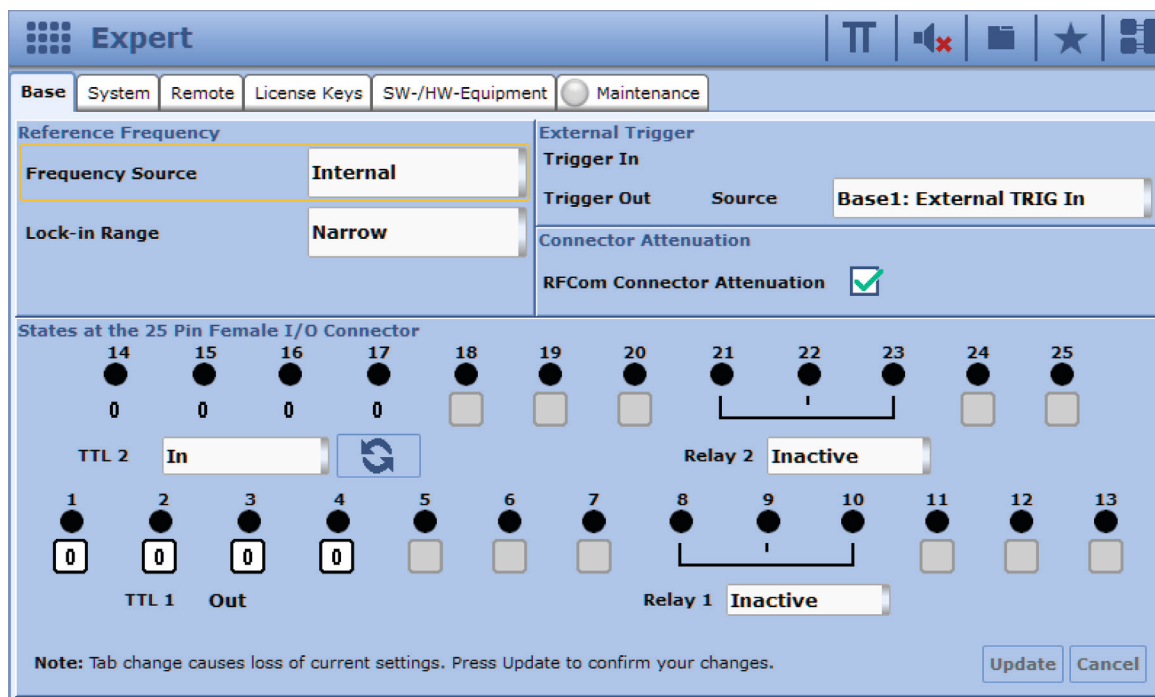 Expert
Base System Remote License Keys SW-/HW-Equipment Maintenance
Reference Frequency
Frequency Source Internal
Lock-in Range Narrow
External Trigger
Trigger In
Trigger Out Source Base1: External TRIG In
Connector Attenuation
RFCom Connector Attenuation
States at the 25 Pin Female I/O Connector
14 15 16 17 18 19 20 21 22 23 24 25
0 0 0 0
TTL 2 In Relay 2 Inactive
1 2 3 4 5 6 7 8 9 10 11 12 13
0 0 0 0
TTL 1 Out Relay 1 Inactive
Note: Tab change causes loss of current settings. Press Update to confirm your changes.
Update Cancel